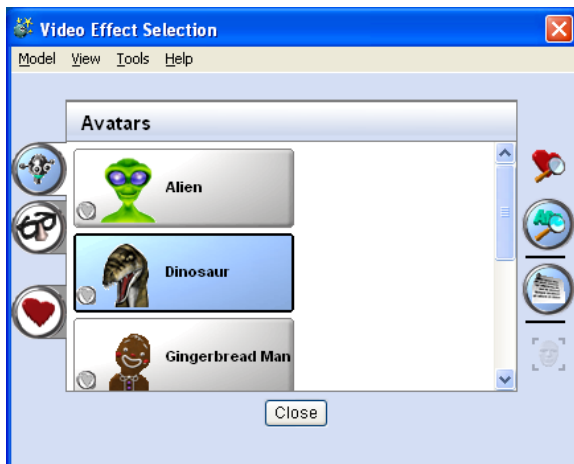 Video Effect Selection
Model View Tools Help
Avatars
Alien
Dinosaur
Gingerbread Man
Close